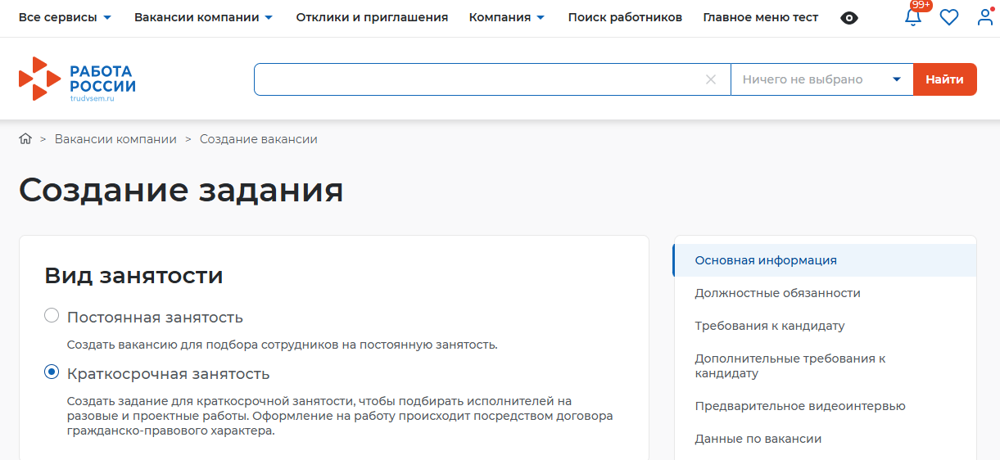 Все сервисы Вакансии компании Отклики и приглашения Компания Поиск работников Главное меню тест 99+
РАБОТА
РОССИИ
trudvsem.ru
Ничего не выбрано Найти
> Вакансии компании > Создание вакансии
Создание задания
Вид занятости
Постоянная занятость
Создать вакансию для подбора сотрудников на постоянную занятость.
Краткосрочная занятость
Создать задание для краткосрочной занятости, чтобы подбирать исполнителей на
разовые и проектные работы. Оформление на работу происходит посредством договора
гражданско-правового характера.
Основная информация
Должностные обязанности
Требования к кандидату
Дополнительные требования к
кандидату
Предварительное видеоинтервью
Данные по вакансии